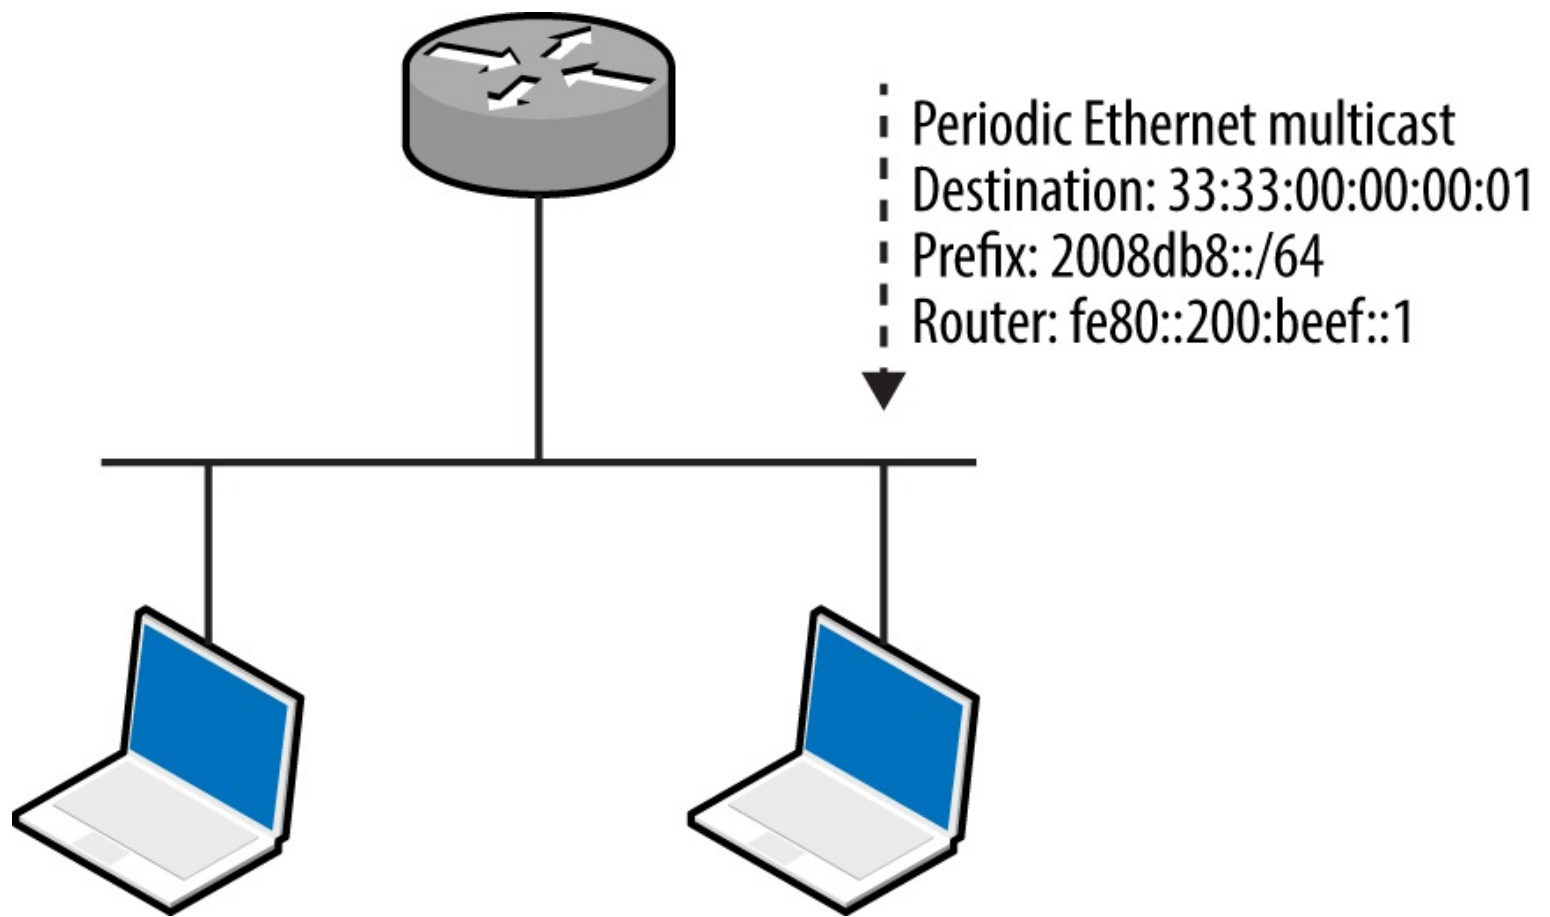 Periodic Ethernet multicast
Destination: 33:33:00:00:00:01
Prefix: 2008db8::/64
Router: fe80::200:beef::1